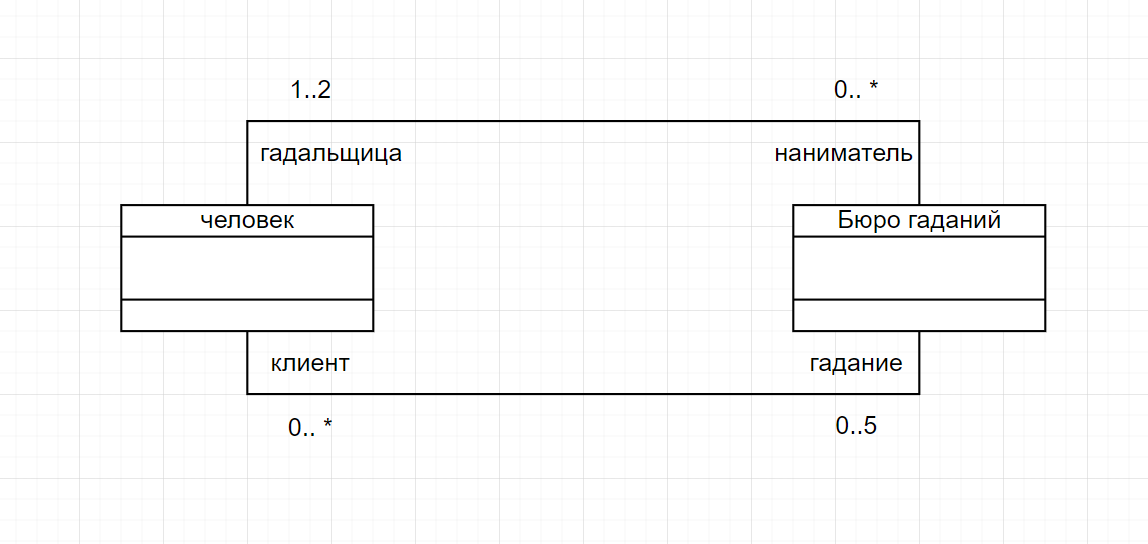 1..2
0.. *
гадальщица
наниматель
человек
Бюро гаданий
клиент
гадание
0.. *
0..5